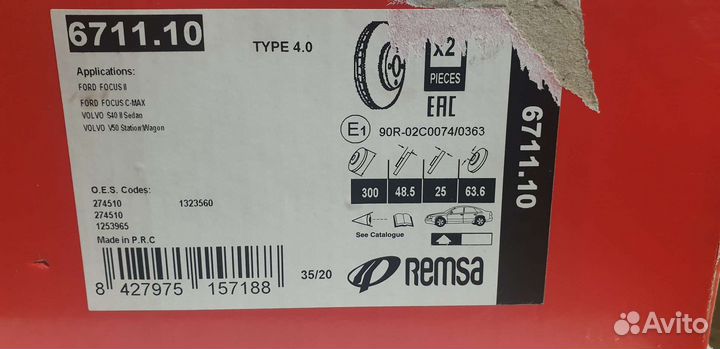 6711.10
TYPE 4.0
x2
PIECES
Applications:
FORD FOCUS II
FORD FOCUS C-MAX
VOLVO S40 II Sedan
VOLVO V50 Station Wagon
EAC
E1 90R-02C0074/0363
300 48.5 25 63.6
See Catalogue
O.E.S. Codes:
274510 1323560
274510
1253965
Made in P.R.C
8 427975 157188
35/20
REMSA
6711.10
Avito